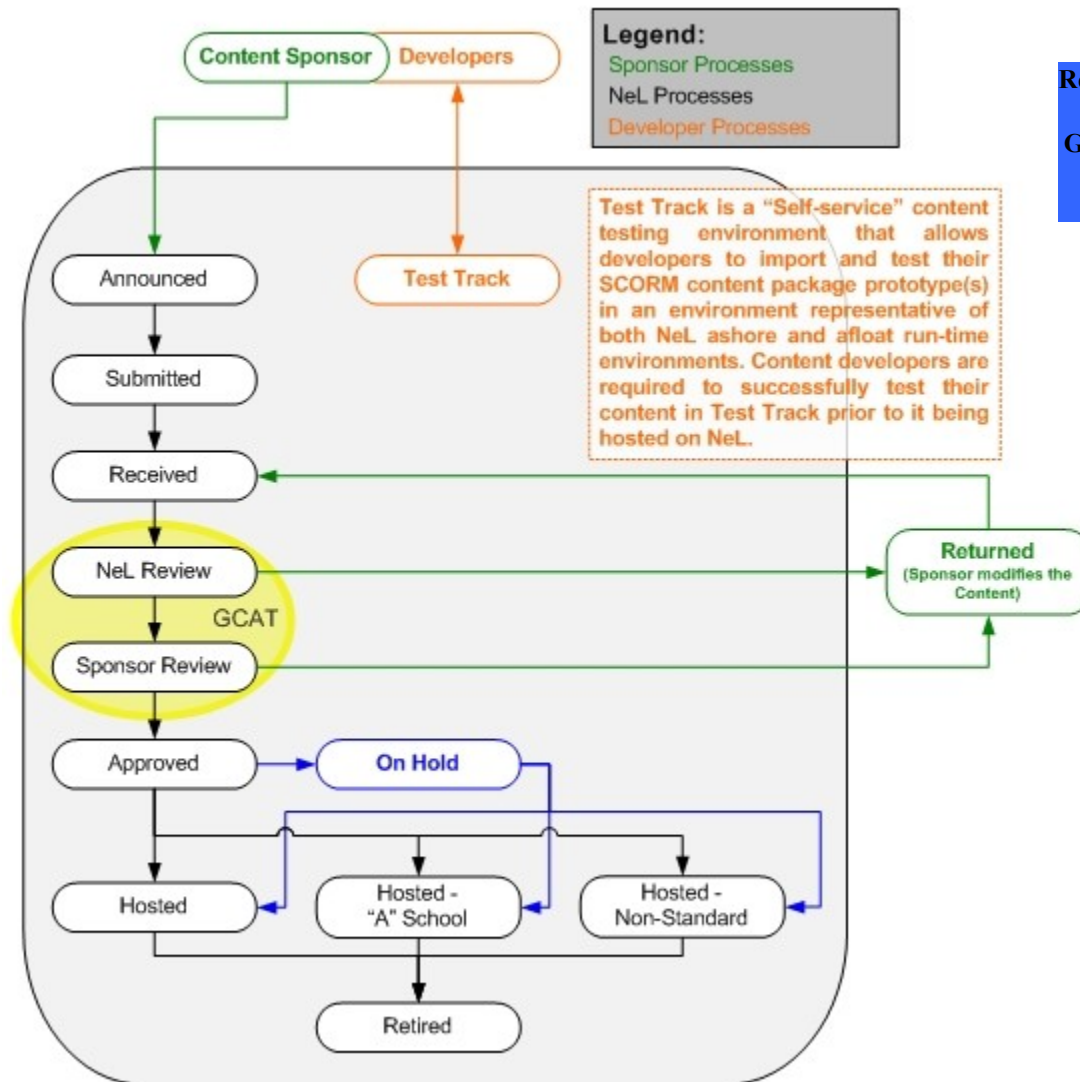 Content Sponsor
Developers
Legend:
Sponsor Processes
NeL Processes
Developer Processes
Test Track is a “Self-service” content
testing environment that allows
developers to import and test their
SCORM content package prototype(s)
in an environment representative of
both NeL ashore and afloat run-time
environments. Content developers are
required to successfully test their
content in Test Track prior to it being
hosted on NeL.
Announced
Test Track
Submitted
Received
NeL Review
GCAT
Sponsor Review
Returned
(Sponsor modifies the
Content)
Approved
On Hold
Hosted
Hosted -
“A” School
Hosted -
Non-Standard
Retired